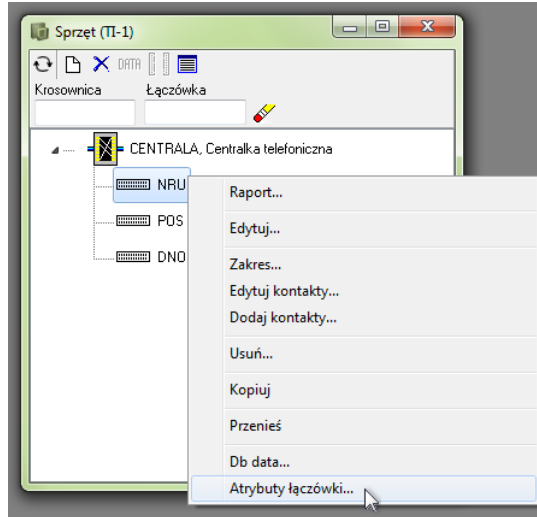 Sprzęt (TI-1)
DATA
Krosownica Łączówka
CENTRALA, Centralka telefoniczna
NRU
POS
DNO
Raport...
Edytuj...
Zakres...
Edytuj kontakty...
Dodaj kontakty...
Usuń...
Kopiuj
Przenieś
Db data...
Atrybuty łączówki...